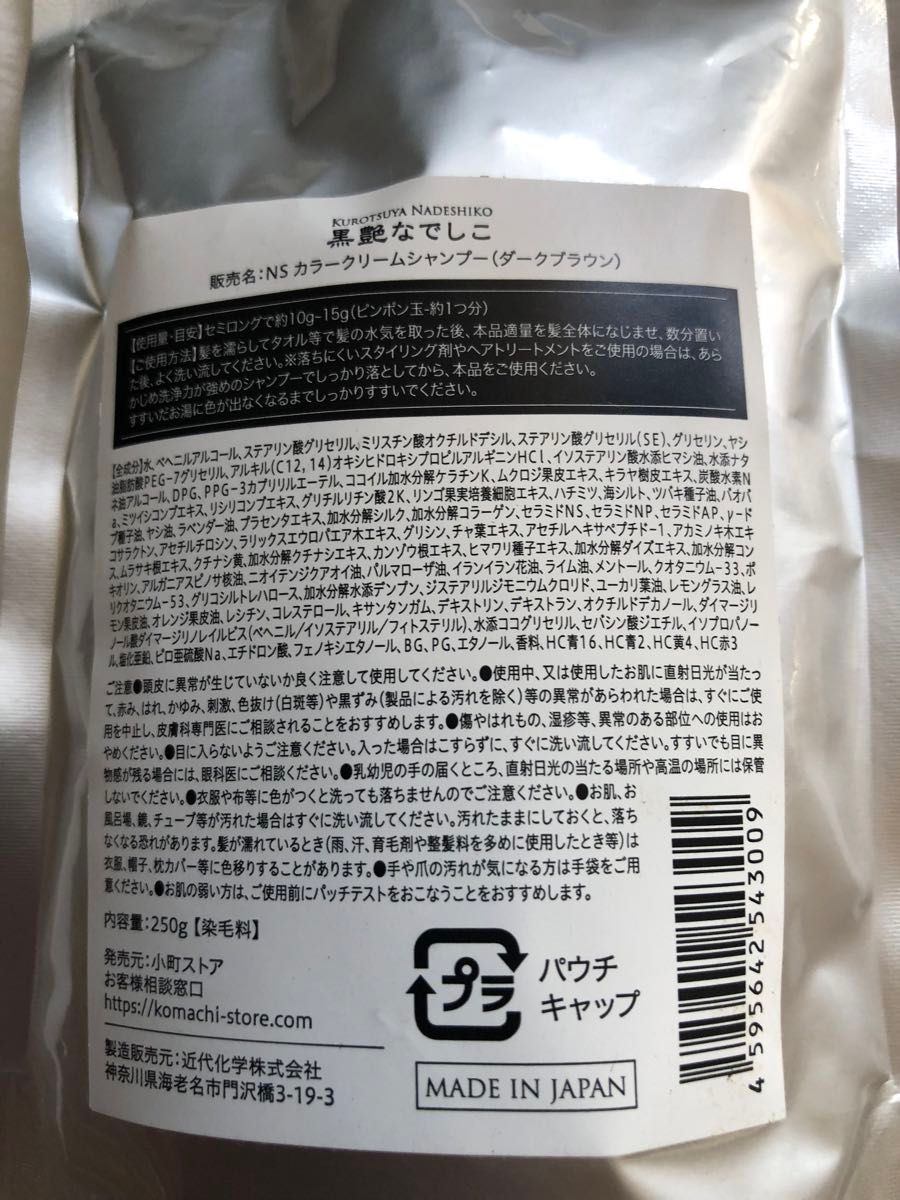 KUROTSUYA NADESHIKO
黒艶なでしこ
販売名:NS カラークリームシャンプー(ダークブラウン)
【使用量・目安】セミロングで約10g-15g(ピンポン玉-約1つ分)
【ご使用方法】髪を濡らしてタオル等で髪の水気を取った後、本品適量を髪全体になじませ、数分置い
た後、よく洗い流してください。※落ちにくいスタイリング剤やヘアトリートメントをご使用の場合は、あら
かじめ洗浄力が強めのシャンプーでしっかり落としてから、本品をご使用ください。
すすいだお湯に色が出なくなるまでしっかりすすいでください。
【全成分】水、ベヘニルアルコール、ステアリン酸グリセリル、ミリスチン酸オクチルドデシル、ステアリン酸グリセリル(SE)、グリセリン、ヤシ
油脂肪酸PEG-7グリセリル、アルキル(C12,14)オキシヒドロキシプロピルアルギニンHCl、イソステアリン酸水添ヒマシ油、水添ナタ
ネ油アルコール、DPG、PPG-3カプリリルエーテル、ココイル加水分解ケラチンK、ムクロジ果皮エキス、キラヤ樹皮エキス、炭酸水素N
a、ミツイシコンブエキス、リシリコンブエキス、グリチルリチン酸2K、リンゴ果実培養細胞エキス、ハチミツ、海シルト、ツバキ種子油、バオバ
ブ種子油、ヤシ油、ラベンダー油、プラセンタエキス、加水分解シルク、加水分解コラーゲン、セラミドNS、セラミドNP、セラミドAP、γ-ド
コサラクトン、アセチルチロシン、ラリックスエウロパエア木エキス、グリシン、チャ葉エキス、アセチルヘキサペプチド-1、アカミノキ木エキ
ス、ムラサキ根エキス、クチナシ黄、加水分解クチナシエキス、カンゾウ根エキス、ヒマワリ種子エキス、加水分解ダイズエキス、加水分解コン
キオリン、アルガニアスピノサ核油、ニオイテンジクアオイ油、パルマローザ油、イランイラン花油、ライム油、メントール、クオタニウム-33、ポ
リクオタニウム-53、グリコシルトレハロース、加水分解水添デンプン、ジステアリルジモニウムクロリド、ユーカリ葉油、レモングラス油、レ
モン果皮油、オレンジ果皮油、レシチン、コレステロール、キサンタンガム、デキストリン、デキストラン、オクチルドデカノール、ダイマージリ
ノール酸ダイマージリノレイルビス(ベヘニル/イソステアリル/フィトステリル)、水添ココグリセリル、セバシン酸ジエチル、イソプロパノー
ル、塩化亜鉛、ピロ亜硫酸Na、エチドロン酸、フェノキシエタノール、BG、PG、エタノール、香料、HC青16、HC青2、HC黄4、HC赤3
ご注意●頭皮に異常が生じていないか良く注意して使用してください。●使用中、又は使用したお肌に直射日光が当たっ
て、赤み、はれ、かゆみ、刺激、色抜け(白斑等)や黒ずみ(製品による汚れを除く)等の異常があらわれた場合は、すぐにご使
用を中止し、皮膚科専門医にご相談されることをおすすめします。●傷やはれもの、湿疹等、異常のある部位への使用はお
やめください。●目に入らないようご注意ください。入った場合はこすらずに、すぐに洗い流してください。すすいでも目に異
物感が残る場合には、眼科医にご相談ください。●乳幼児の手の届くところ、直射日光の当たる場所や高温の場所には保管
しないでください。●衣服や布等に色がつくと洗っても落ちませんのでご注意ください。●お肌、お
風呂場、鏡、チューブ等が汚れた場合はすぐに洗い流してください。汚れたままにしておくと、落ち
なくなる恐れがあります。髪が濡れているとき(雨、汗、育毛剤や整髪料を多めに使用したとき等)は
衣服、帽子、枕カバー等に色移りすることがあります。●手や爪の汚れが気になる方は手袋をご用
意ください。●お肌の弱い方は、ご使用前にパッチテストをおこなうことをおすすめします。
内容量:250g【染毛料】
発売元:小町ストア
お客様相談窓口
https://komachi-store.com
製造販売元:近代化学株式会社
神奈川県海老名市門沢橋3-19-3
プラ
パウチ
キャップ
MADE IN JAPAN
4 595642 543009